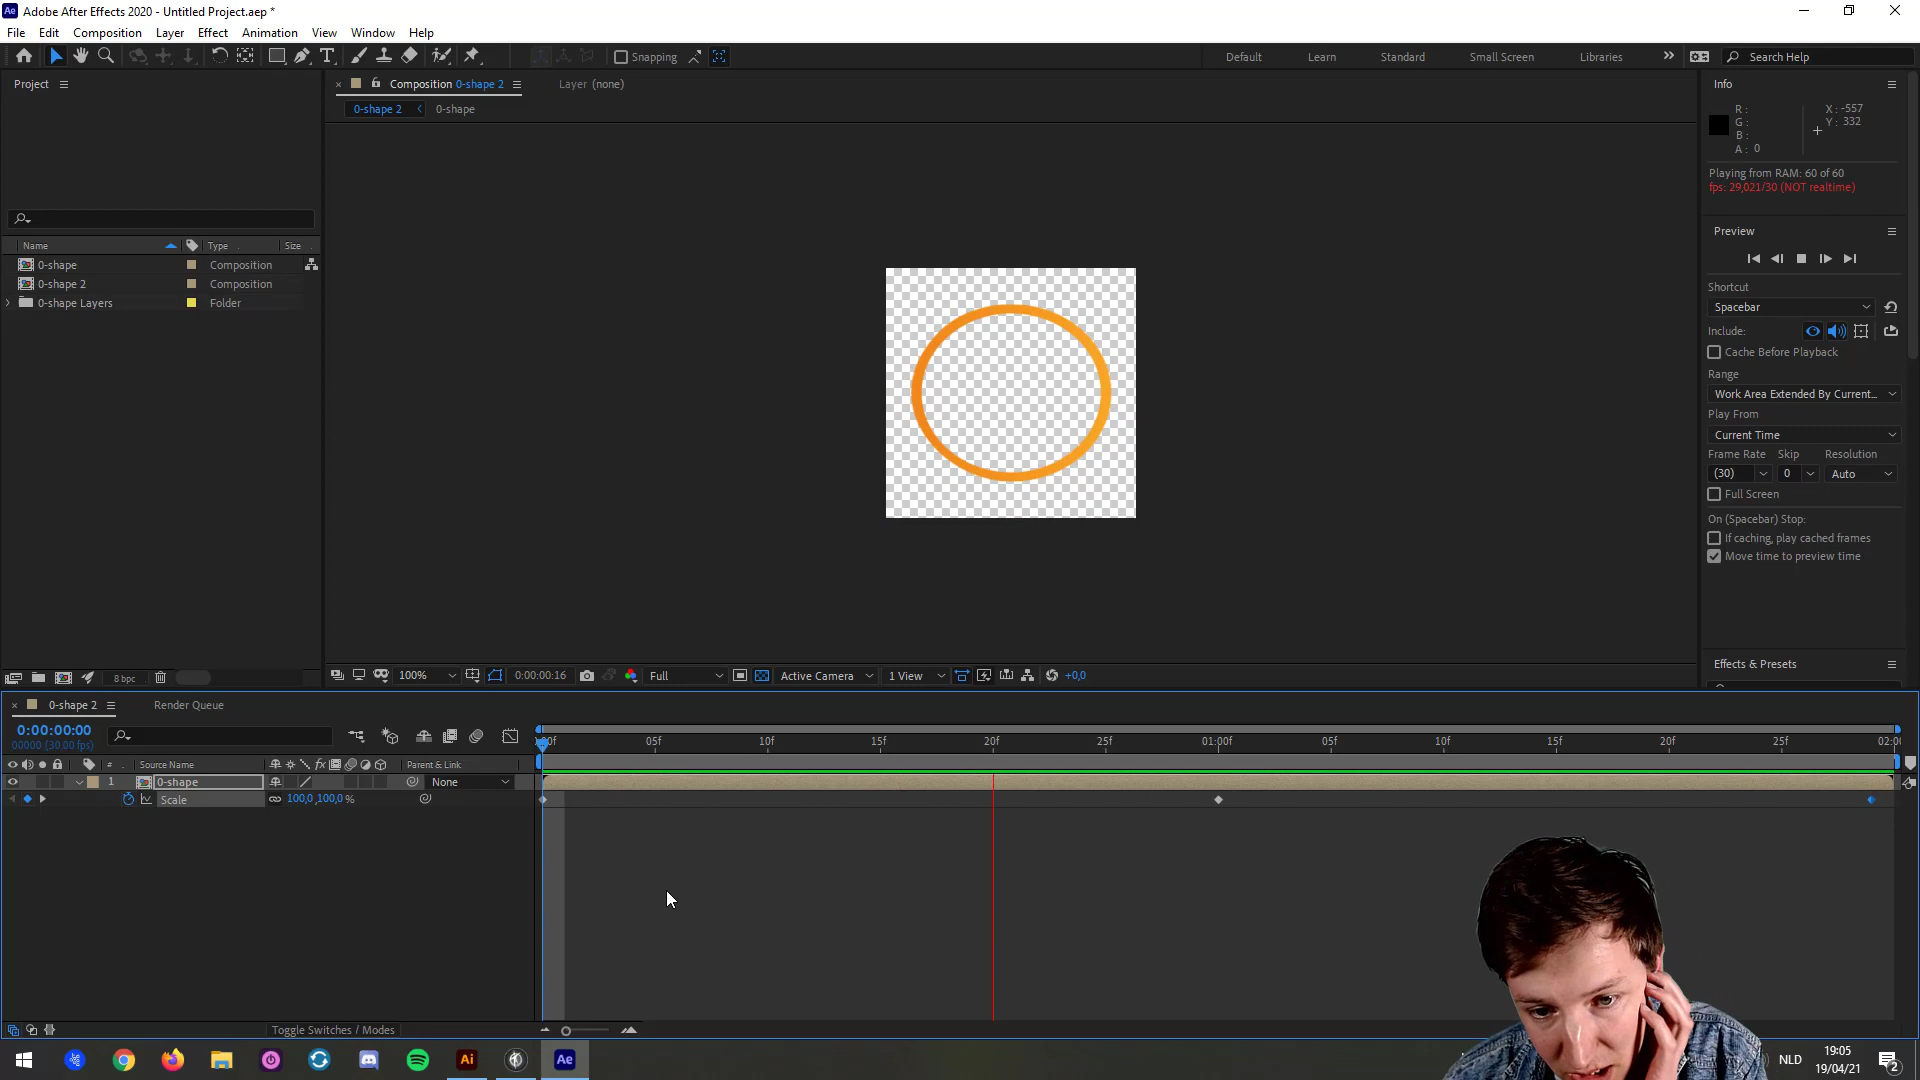 Adobe After Effects 2020 - Untitled Project.aep *
File Edit Composition Layer Effect Animation View Window Help
Snapping
Default Learn Standard Small Screen Libraries
Search Help
Project
Composition 0-shape 2
Layer (none)
0-shape 2
0-shape
Info
R :
G :
B :
A : 0
X : -557
Y : 332
Playing from RAM: 60 of 60
fps: 29,021/30 (NOT realtime)
Preview
Shortcut
Spacebar
Include:
Cache Before Playback
Range
Work Area Extended By Current...
Play From
Current Time
Frame Rate Skip Resolution
(30) 0 Auto
Full Screen
On (Spacebar) Stop:
If caching, play cached frames
Move time to preview time
Effects & Presets
Name Type Size
0-shape Composition
0-shape 2 Composition
0-shape Layers Folder
8 bpc
100%
0:00:00:16
Full
Active Camera
1 View
+0,0
0-shape 2
Render Queue
0:00:00:00
00000 (30.00 fps)
# Source Name Parent & Link
1 0-shape None
Scale 100,0,100,0 %
:00f 05f 10f 15f 20f 25f 01:00f 05f 10f 15f 20f 25f 02:00
Toggle Switches / Modes
Ai
Ae
NLD
19:05
19/04/21
2